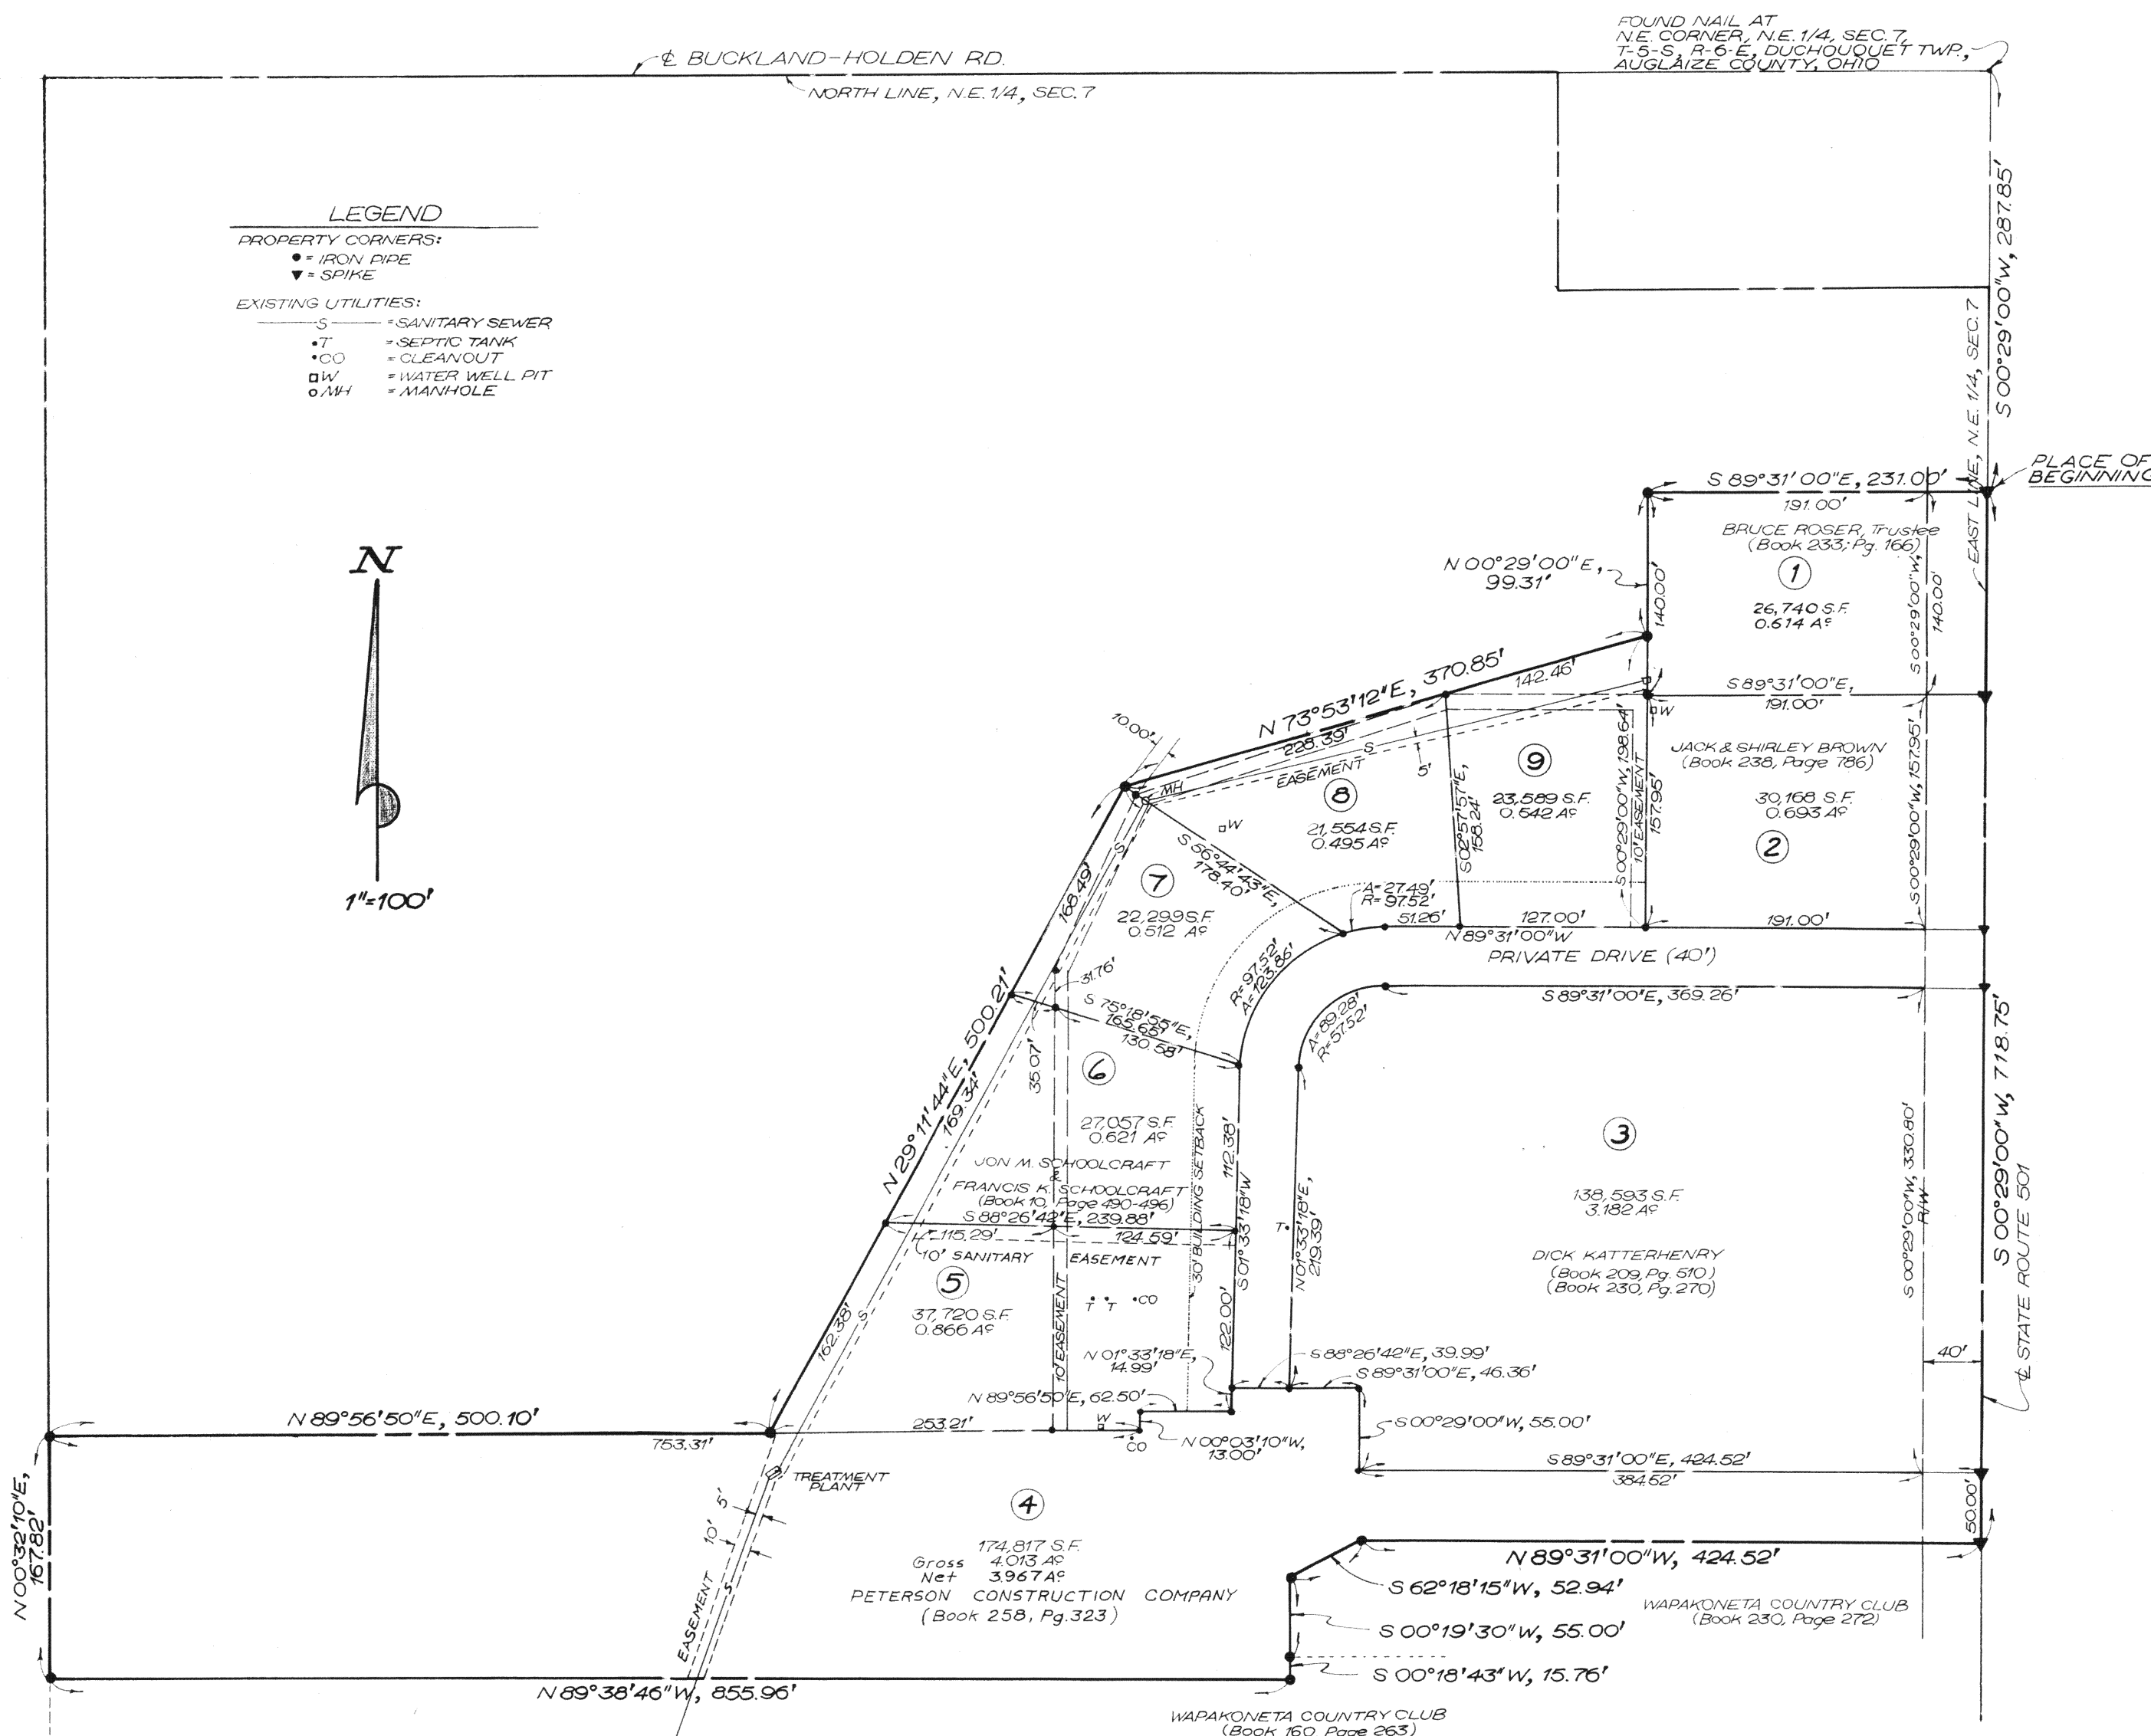 FOUND NAIL AT
N.E. CORNER, N.E. 1/4, SEC. 7,
T-5-S, R-6-E, DUCHOUQUET TWP.,
AUGLAIZE COUNTY, OHIO
℄ BUCKLAND-HOLDEN RD.
NORTH LINE, N.E. 1/4, SEC. 7
S 00°29'00"W, 287.85'
LEGEND
PROPERTY CORNERS:
● = IRON PIPE
▼ = SPIKE
EXISTING UTILITIES:
S = SANITARY SEWER
•T = SEPTIC TANK
•CO = CLEANOUT
□W = WATER WELL PIT
○MH = MANHOLE
N
1"=100'
EAST LINE, N.E. 1/4, SEC. 7
PLACE OF
BEGINNING
S 89°31'00"E, 231.00'
191.00'
BRUCE ROSER, Trustee
(Book 233, Pg. 166)
1
26,740 S.F.
0.614 Ac
N 00°29'00"E,
99.31'
140.00'
S 00°29'00"W,
140.00'
S 89°31'00"E,
191.00'
W
JACK & SHIRLEY BROWN
(Book 238, Page 786)
30,168 S.F.
0.693 Ac
2
157.95'
S 00°29'00"W, 157.95'
N 73°53'12"E, 370.85'
142.46'
228.39'
10.00'
S
MH
EASEMENT
5'
9
23,589 S.F.
0.542 Ac
S 00°29'00"W, 198.64'
10' EASEMENT
S 02°57'57"E,
158.24'
8
21,554 S.F.
0.495 Ac
W
S 56°44'43"E,
178.40'
7
22,299 S.F.
0.512 Ac
168.49'
S
A=27.49'
R=97.52'
51.26'
127.00'
N 89°31'00"W
191.00'
PRIVATE DRIVE (40')
R=97.52'
A=123.86'
S 89°31'00"E, 369.26'
A=89.28'
R=57.52'
31.76'
S 75°18'55"E,
165.65'
130.58'
35.07'
N 29°11'44"E, 500.21'
169.34'
6
27,057 S.F.
0.621 Ac
JON M. SCHOOLCRAFT
&
FRANCIS K. SCHOOLCRAFT
(Book 10, Page 490-496)
S 88°26'42"E, 239.88'
115.29'
124.59'
10' SANITARY EASEMENT
30' BUILDING SETBACK
112.38'
S 01°33'18"W
122.00'
N 01°33'18"E,
219.39'
T
3
138,593 S.F.
3.182 Ac
DICK KATTERHENRY
(Book 209, Pg. 510)
(Book 230, Pg. 270)
S 00°29'00"W, 330.80'
R/W
S 00°29'00"W, 718.75'
℄ STATE ROUTE 501
40'
5
37,720 S.F.
0.866 Ac
162.38'
S
10' EASEMENT
T T CO
N 01°33'18"E,
14.99'
S 88°26'42"E, 39.99'
S 89°31'00"E, 46.36'
N 89°56'50"E, 62.50'
S 00°29'00"W, 55.00'
W
CO
N 00°03'10"W,
13.00'
N 89°56'50"E, 500.10'
753.31'
253.21'
S 89°31'00"E, 424.52'
384.52'
50.00'
TREATMENT
PLANT
N 00°32'10"E,
167.82'
5'
10'
EASEMENT
S
4
174,817 S.F.
Gross 4.013 Ac
Net 3.967 Ac
PETERSON CONSTRUCTION COMPANY
(Book 258, Pg. 323)
N 89°31'00"W, 424.52'
S 62°18'15"W, 52.94'
WAPAKONETA COUNTRY CLUB
(Book 230, Page 272)
S 00°19'30"W, 55.00'
S 00°18'43"W, 15.76'
N 89°38'46"W, 855.96'
WAPAKONETA COUNTRY CLUB
(Book 160, Page 263)